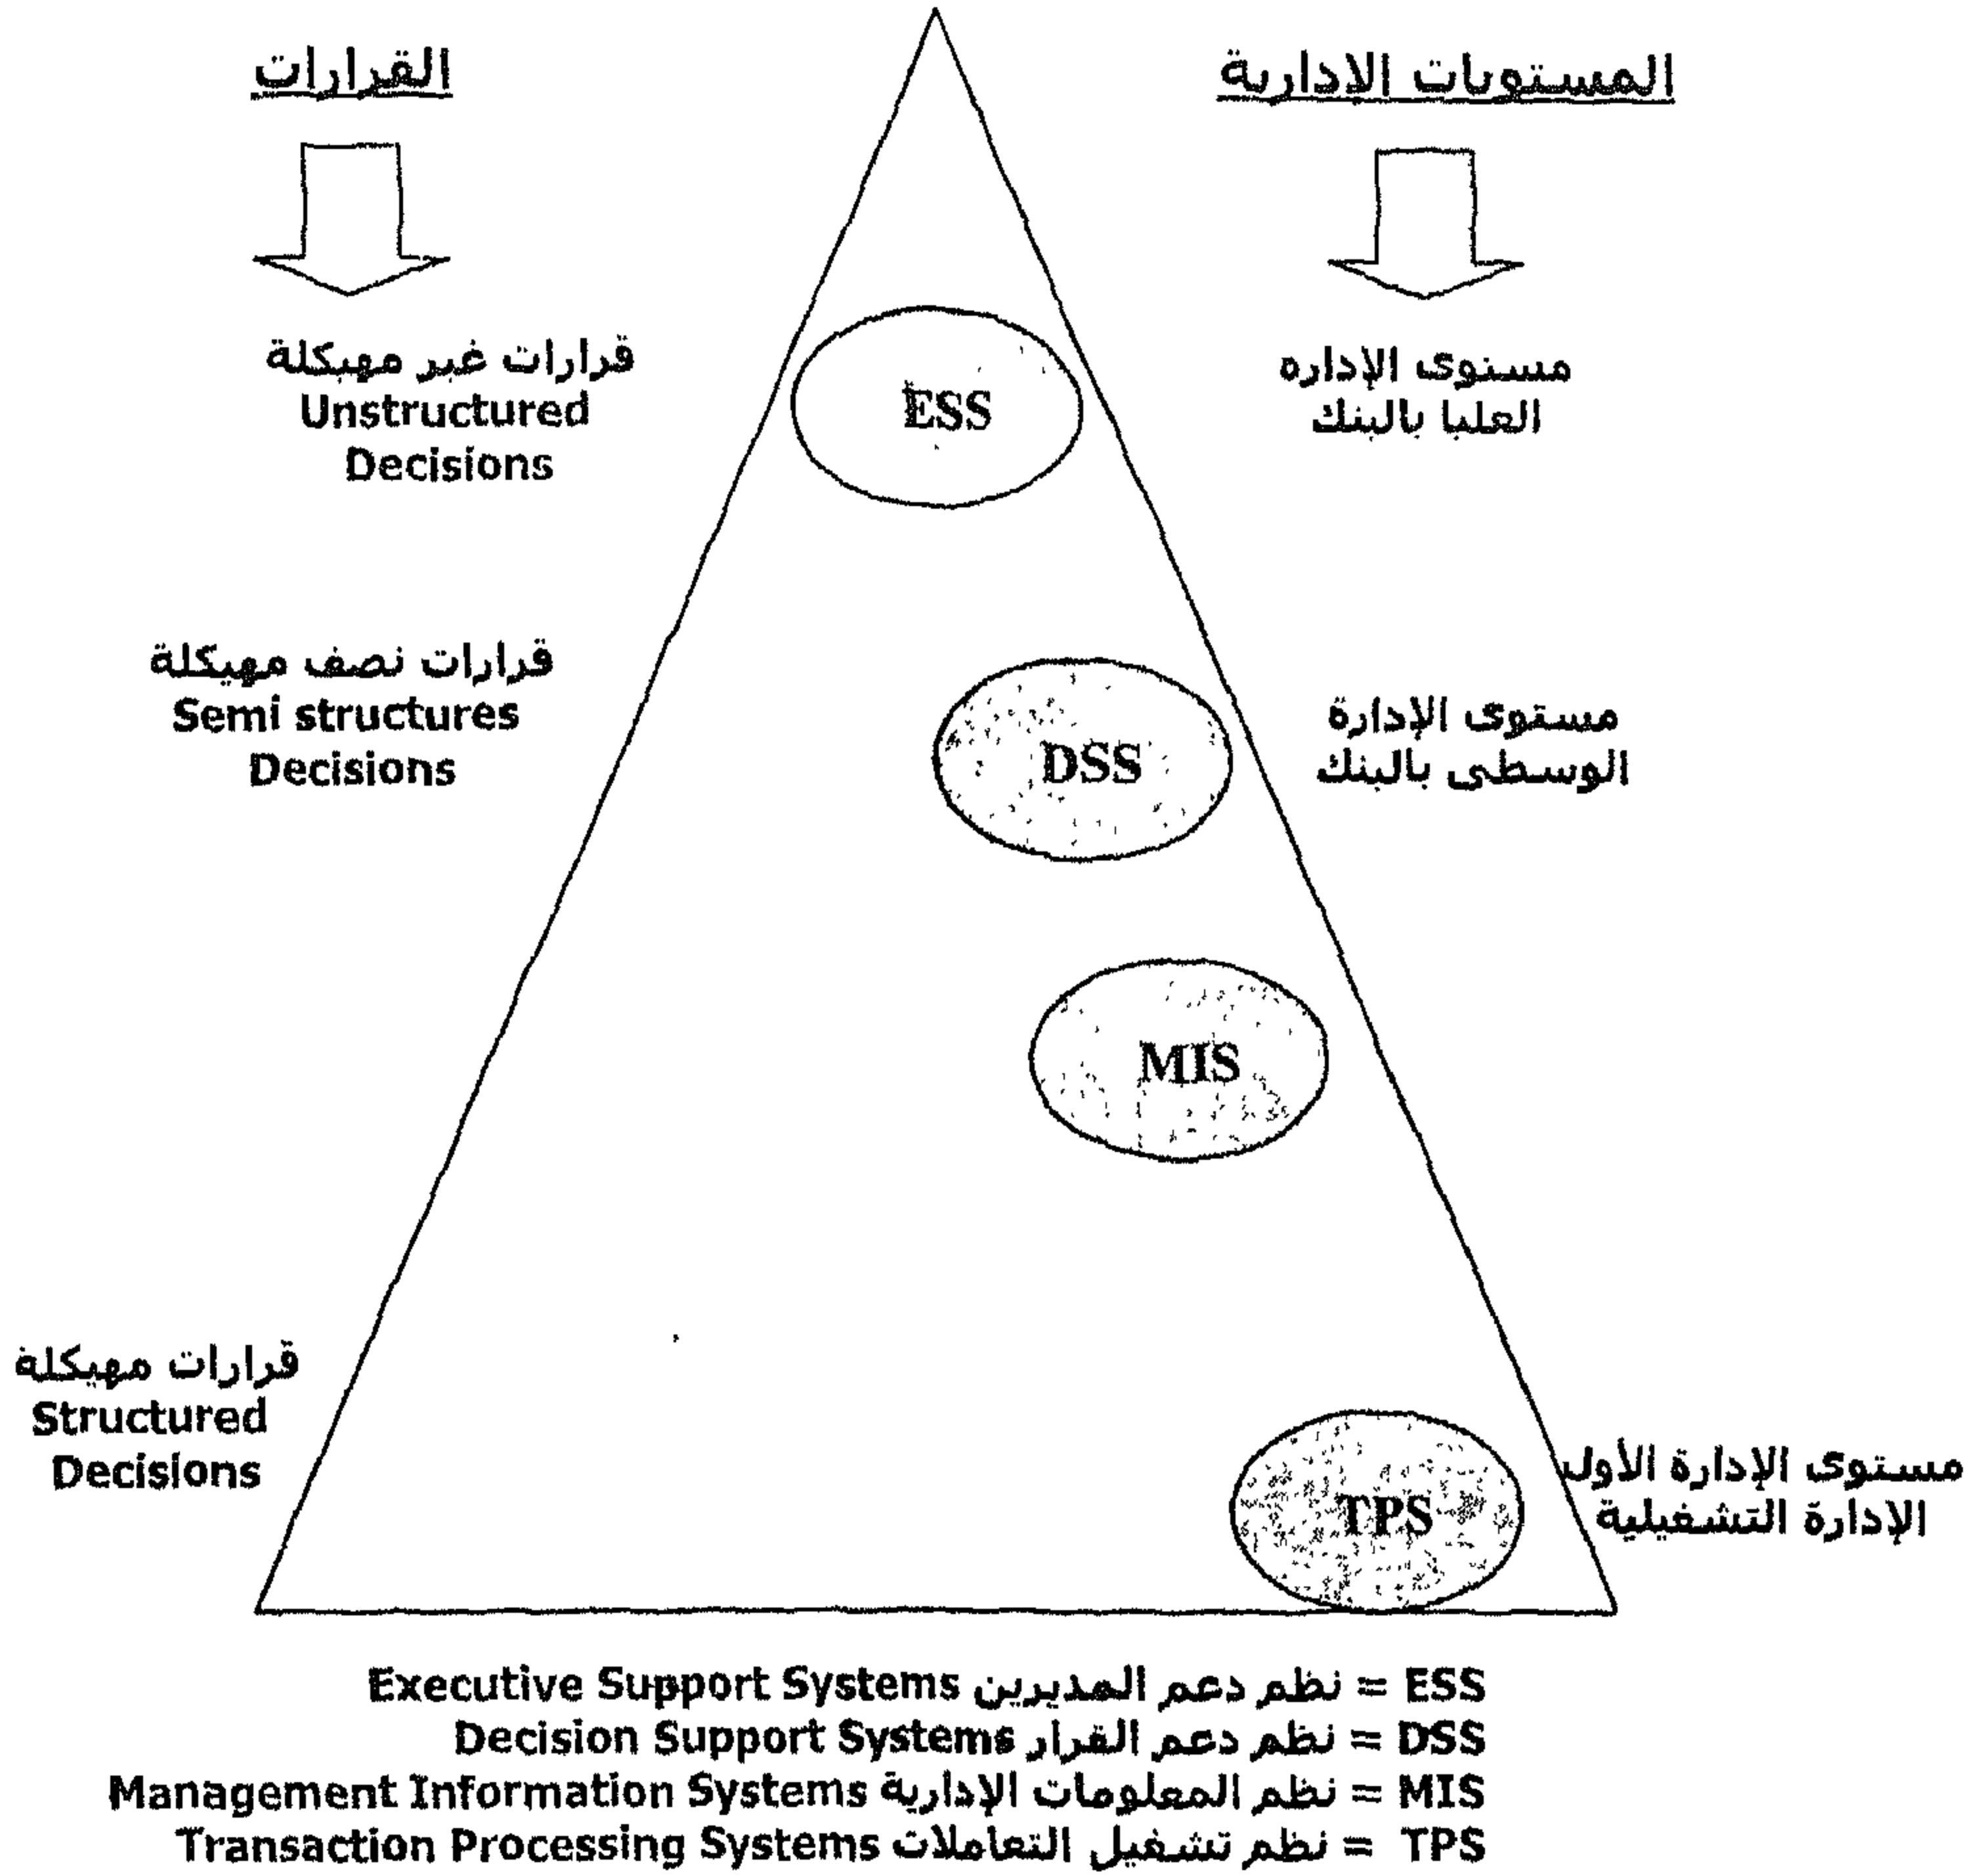 المستويات الادارية
القرارات
مستوى الإداره
العليا بالبنك
قرارات غير مهيكلة
Unstructured
Decisions
ESS
مستوى الإدارة
الوسطى بالبنك
قرارات نصف مهيكلة
Semi structures
Decisions
DSS
MIS
قرارات مهيكلة
Structured
Decisions
مستوى الإدارة الأول
الإدارة التشغيلية
TPS
ESS = نظم دعم المديرين Executive Support Systems
DSS = نظم دعم القرار Decision Support Systems
MIS = نظم المعلومات الإدارية Management Information Systems
TPS = نظم تشغيل التعاملات Transaction Processing Systems